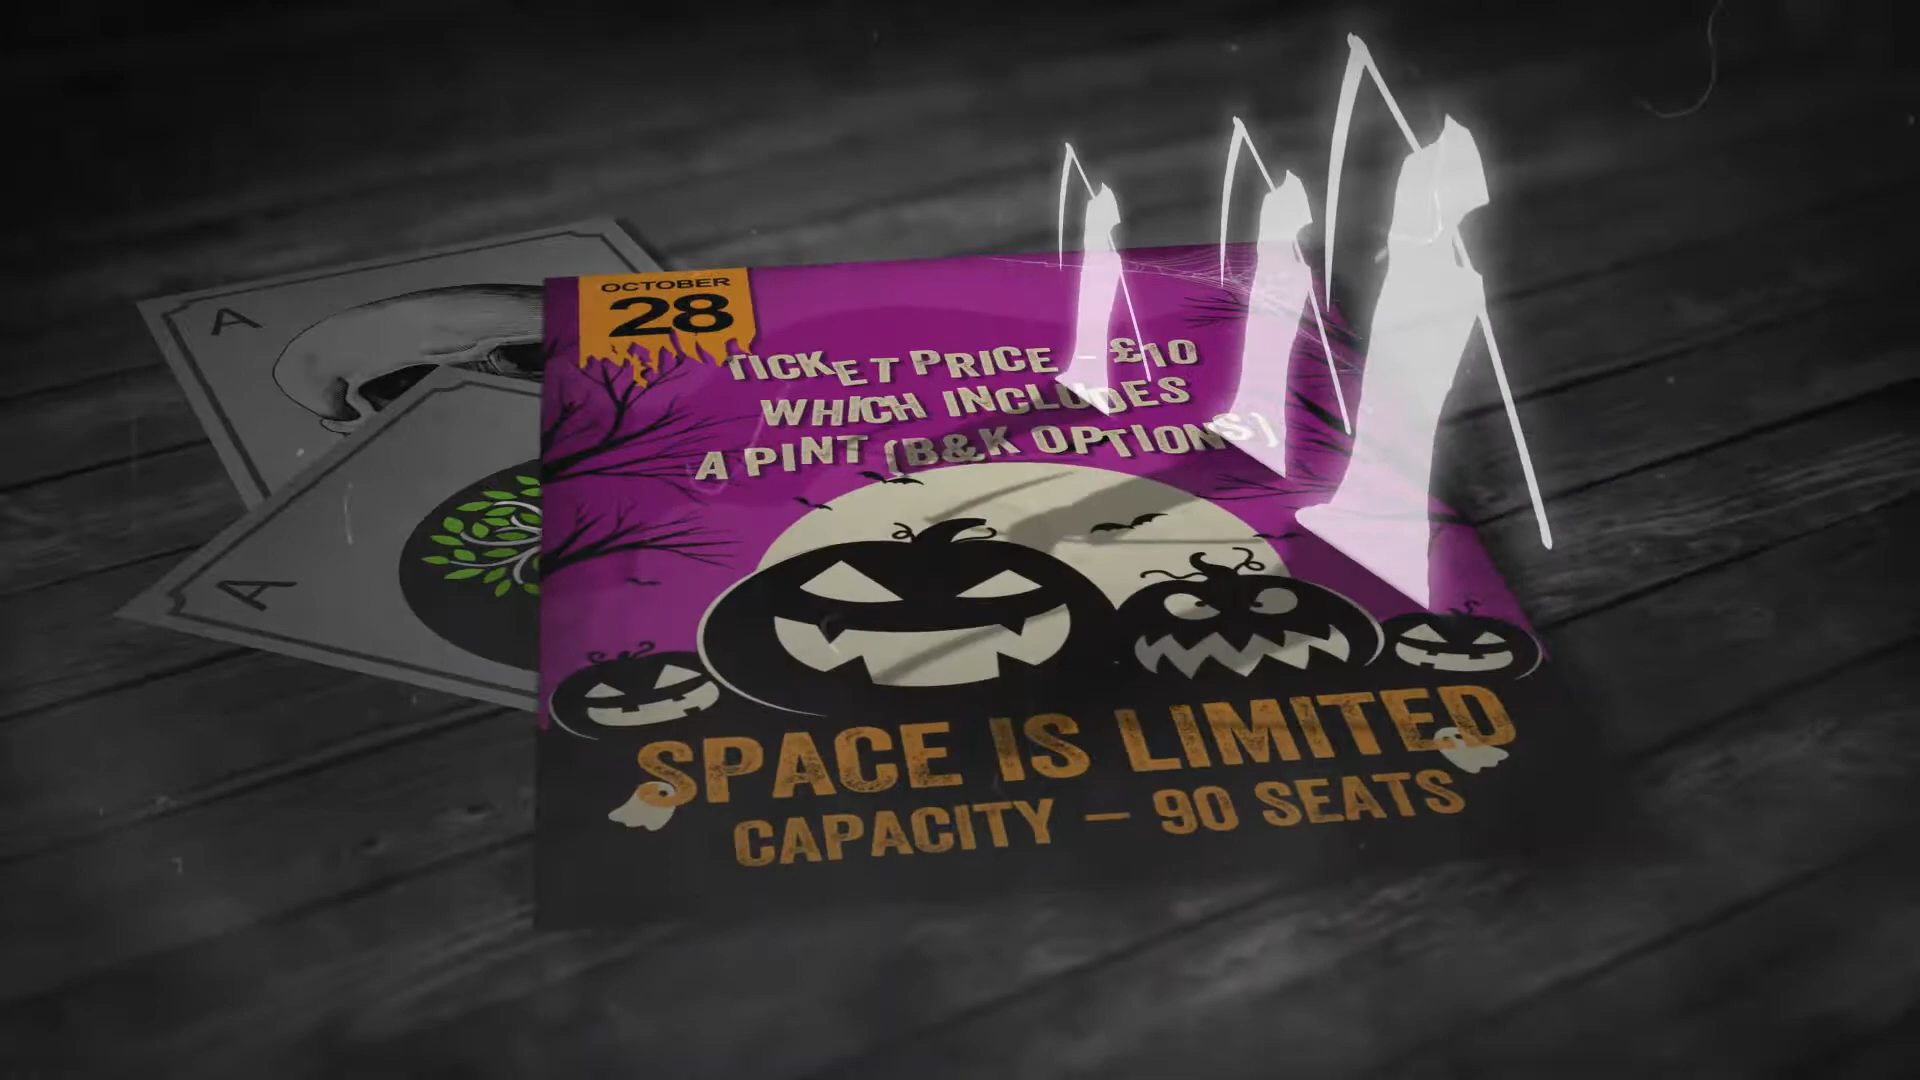 A
A
OCTOBER
28
TICKET PRICE - £10
WHICH INCLUDES
A PINT (B&K OPTIONS)
SPACE IS LIMITED
CAPACITY – 90 SEATS